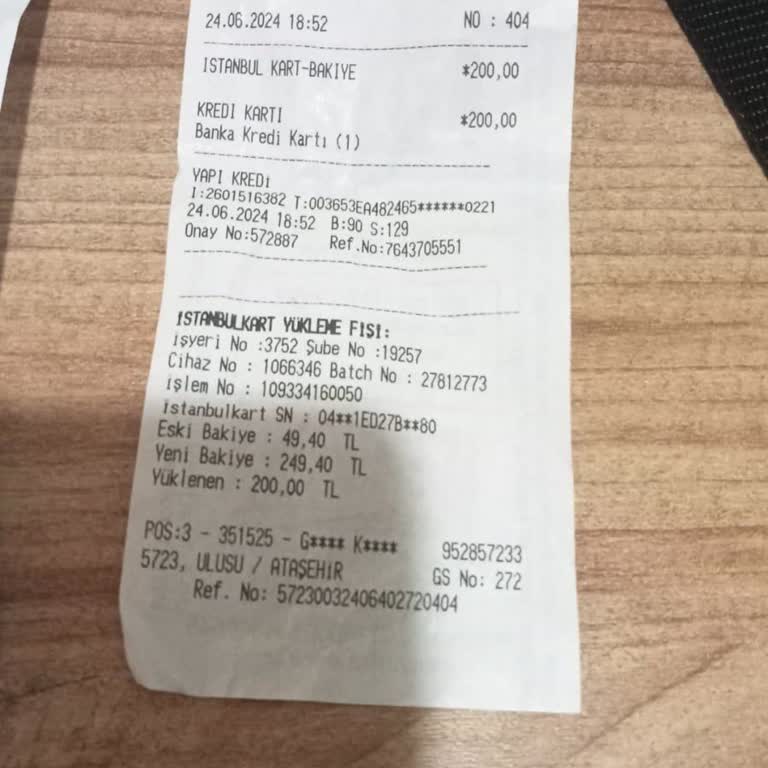 24.06.2024 18:52 NO : 404
ISTANBUL KART-BAKIYE *200,00
KREDI KARTI *200,00
Banka Kredi Kartı (1)
YAPI KREDİ
I:2601516382 T:003653EA482465******0221
24.06.2024 18:52 B:90 S:129
Onay No:572887 Ref.No:7643705551
İSTANBULKART YÜKLEME FİŞİ:
işyeri No :3752 Şube No :19257
Cihaz No : 1066346 Batch No : 27812773
işlem No : 109334160050
istanbulkart SN : 04**1ED27B**80
Eski Bakiye : 49,40 TL
Yeni Bakiye : 249,40 TL
Yüklenen : 200,00 TL
POS:3 - 351525 - G**** K**** 952857233
5723, ULUSU / ATAŞEHİR GS No: 272
Ref. No: 57230032406402720404